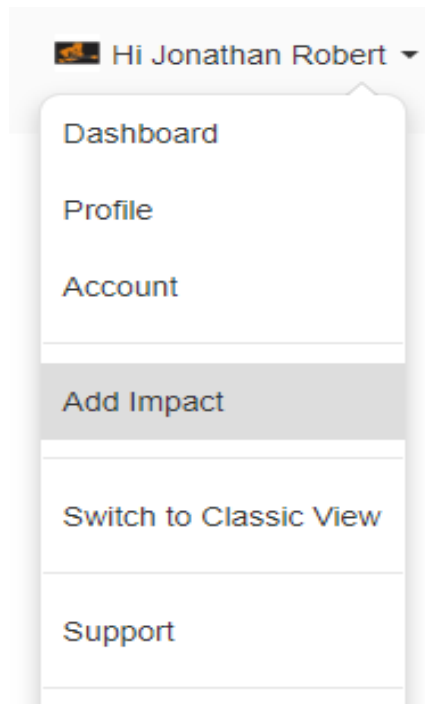 Hi Jonathan Robert
Dashboard
Profile
Account
Add Impact
Switch to Classic View
Support